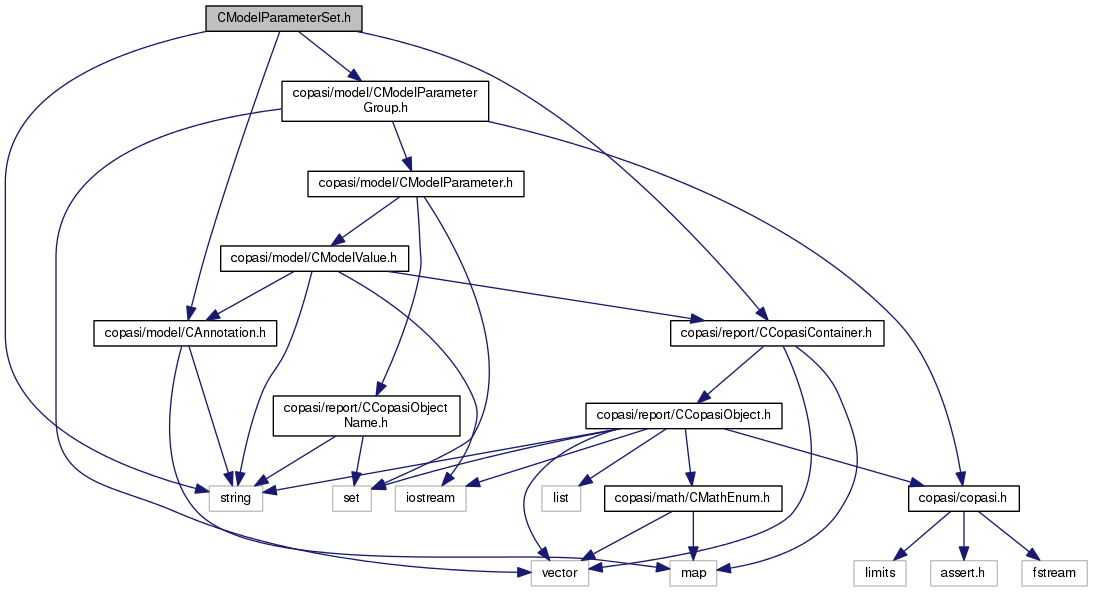 CModelParameterSet.h
copasi/model/CModelParameter
Group.h
copasi/model/CModelParameter.h
copasi/model/CModelValue.h
copasi/model/CAnnotation.h
copasi/report/CCopasiContainer.h
copasi/report/CCopasiObject
Name.h
copasi/report/CCopasiObject.h
string
set
iostream
list
copasi/math/CMathEnum.h
copasi/copasi.h
vector
map
limits
assert.h
fstream